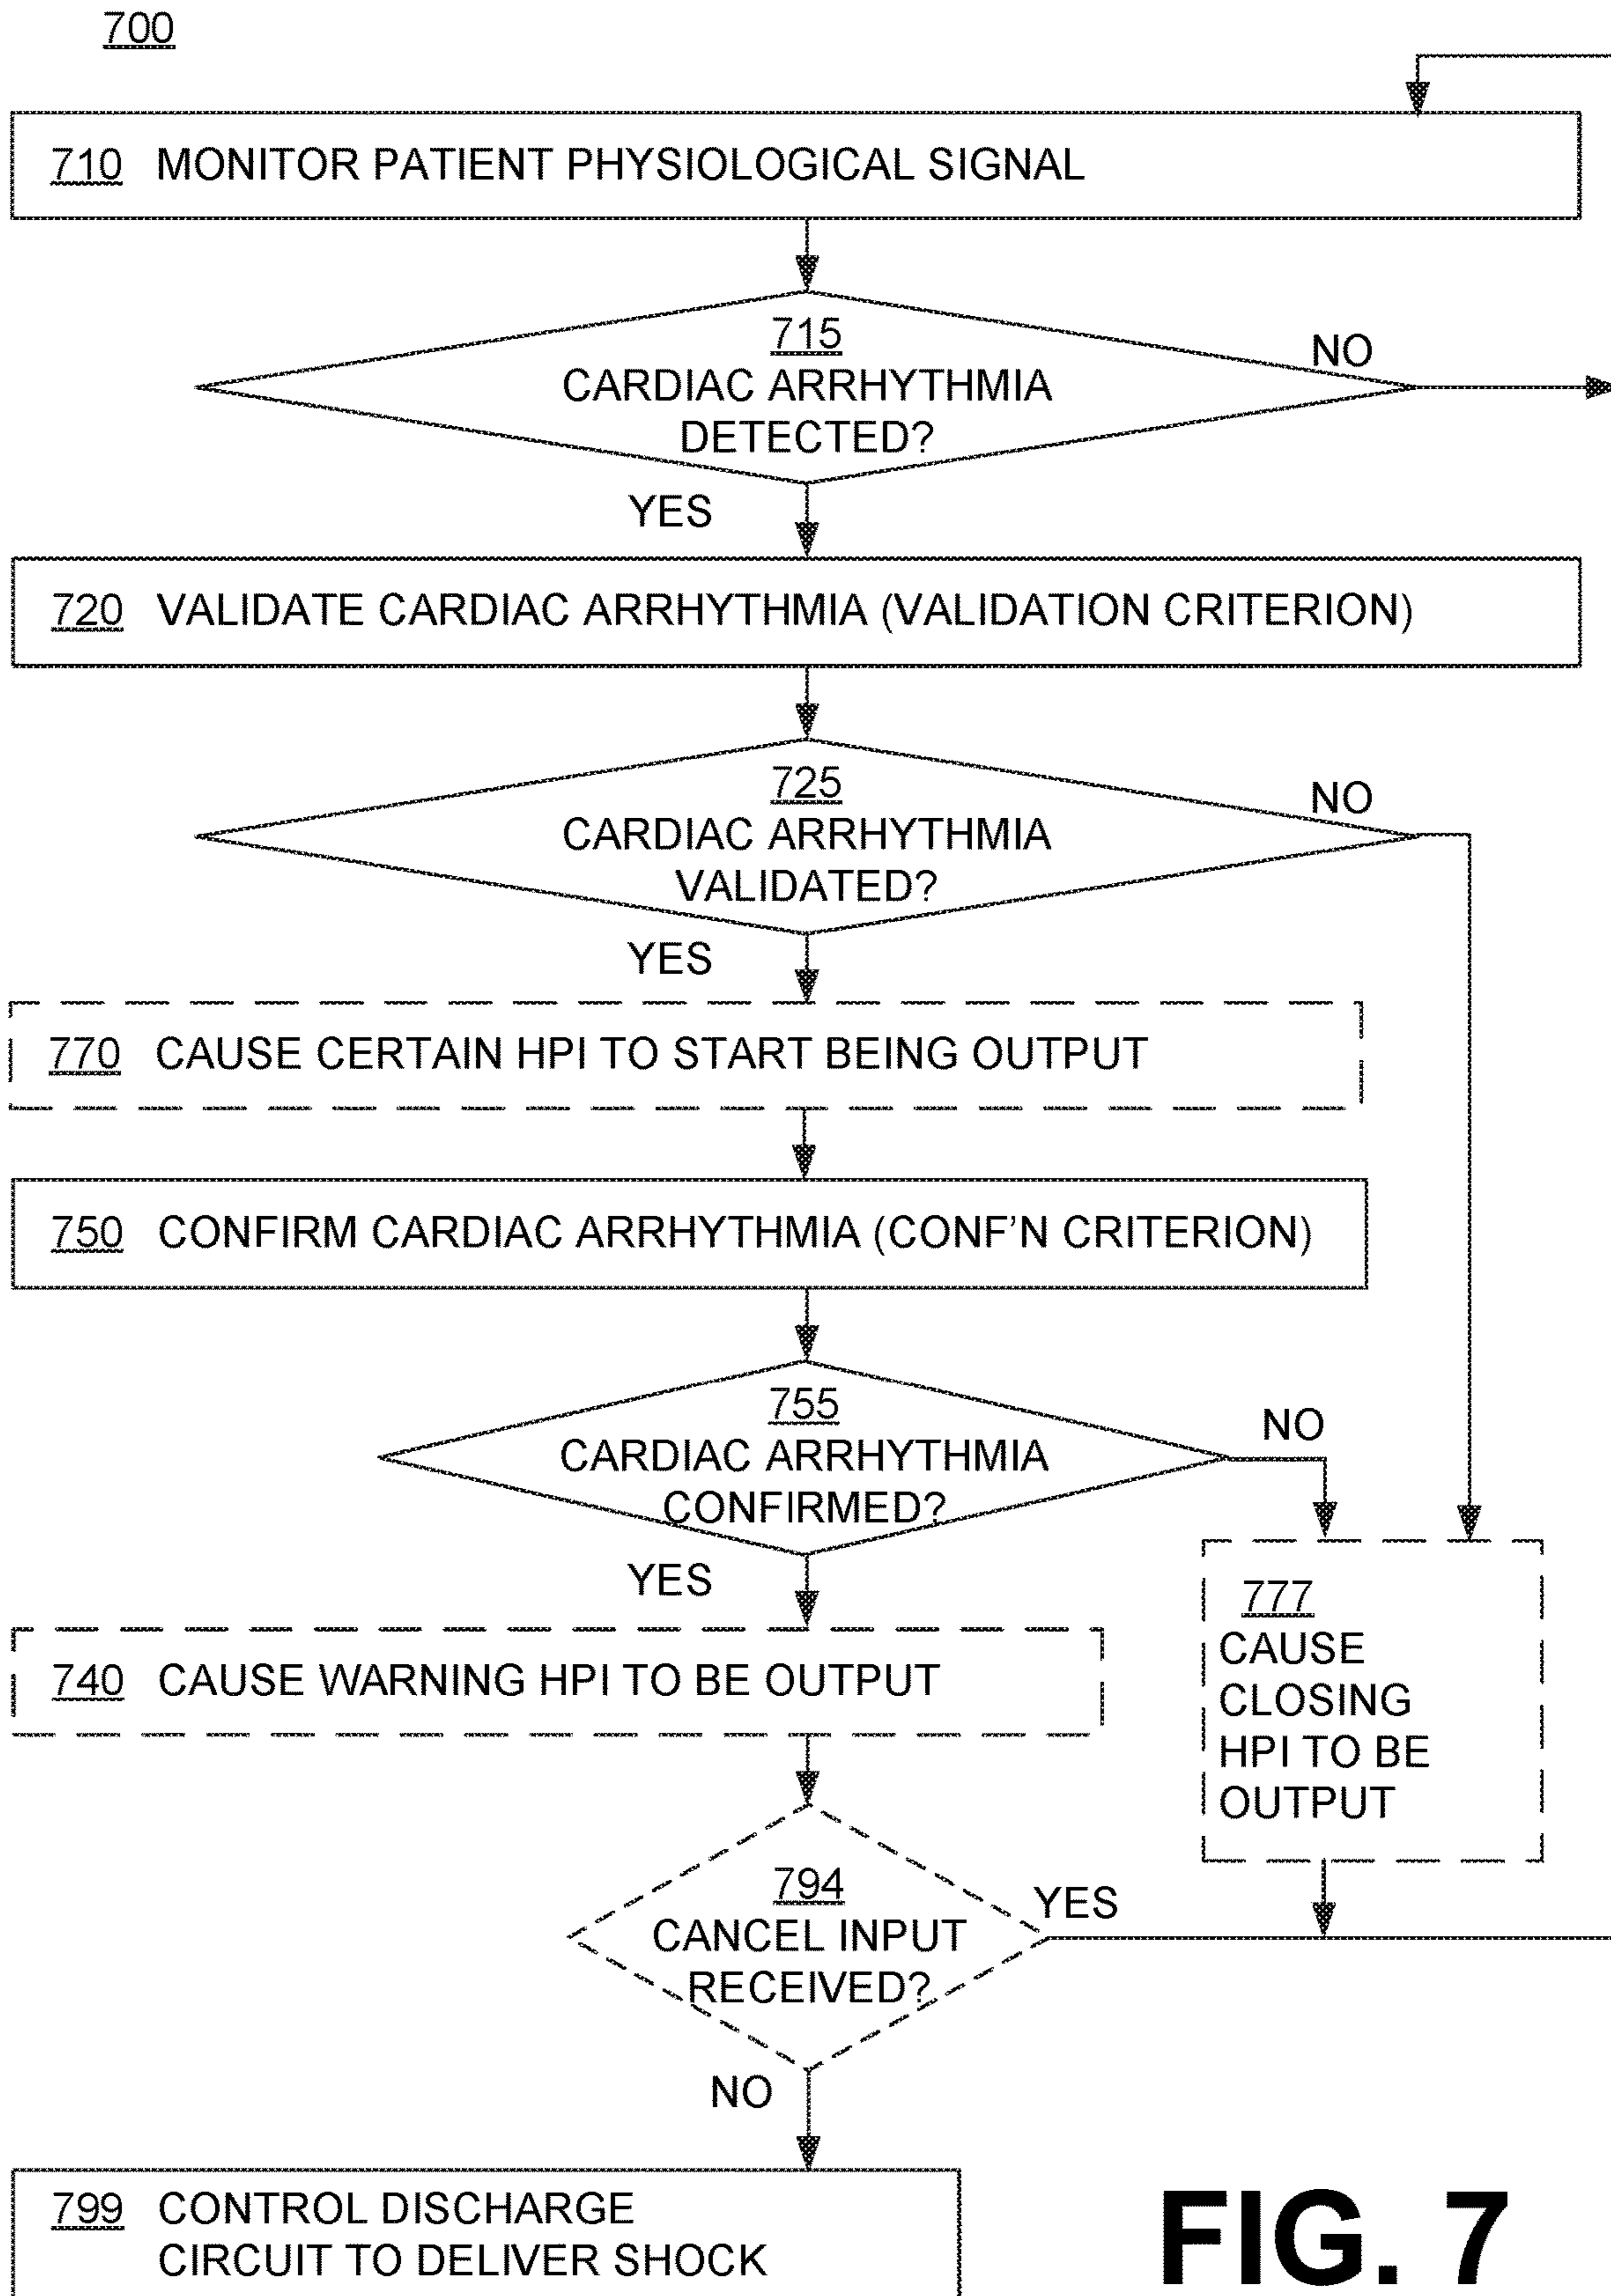 700
710 MONITOR PATIENT PHYSIOLOGICAL SIGNAL
715
CARDIAC ARRHYTHMIA
DETECTED?
NO
YES
720 VALIDATE CARDIAC ARRHYTHMIA (VALIDATION CRITERION)
725
CARDIAC ARRHYTHMIA
VALIDATED?
NO
YES
770 CAUSE CERTAIN HPI TO START BEING OUTPUT
750 CONFIRM CARDIAC ARRHYTHMIA (CONF'N CRITERION)
755
CARDIAC ARRHYTHMIA
CONFIRMED?
NO
YES
777
CAUSE
CLOSING
HPI TO BE
OUTPUT
740 CAUSE WARNING HPI TO BE OUTPUT
794
CANCEL INPUT
RECEIVED?
YES
NO
799 CONTROL DISCHARGE
CIRCUIT TO DELIVER SHOCK
FIG. 7